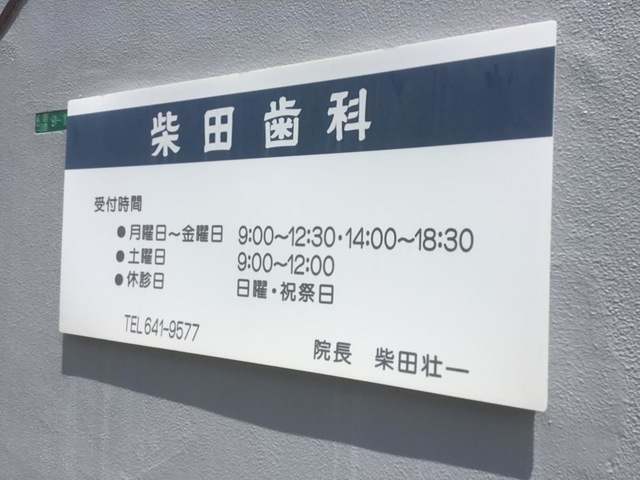 柴田歯科
受付時間
●月曜日～金曜日 9:00～12:30・14:00～18:30
●土曜日 9:00～12:00
●休診日 日曜・祝祭日
TEL 641-9577
院長 柴田壮一